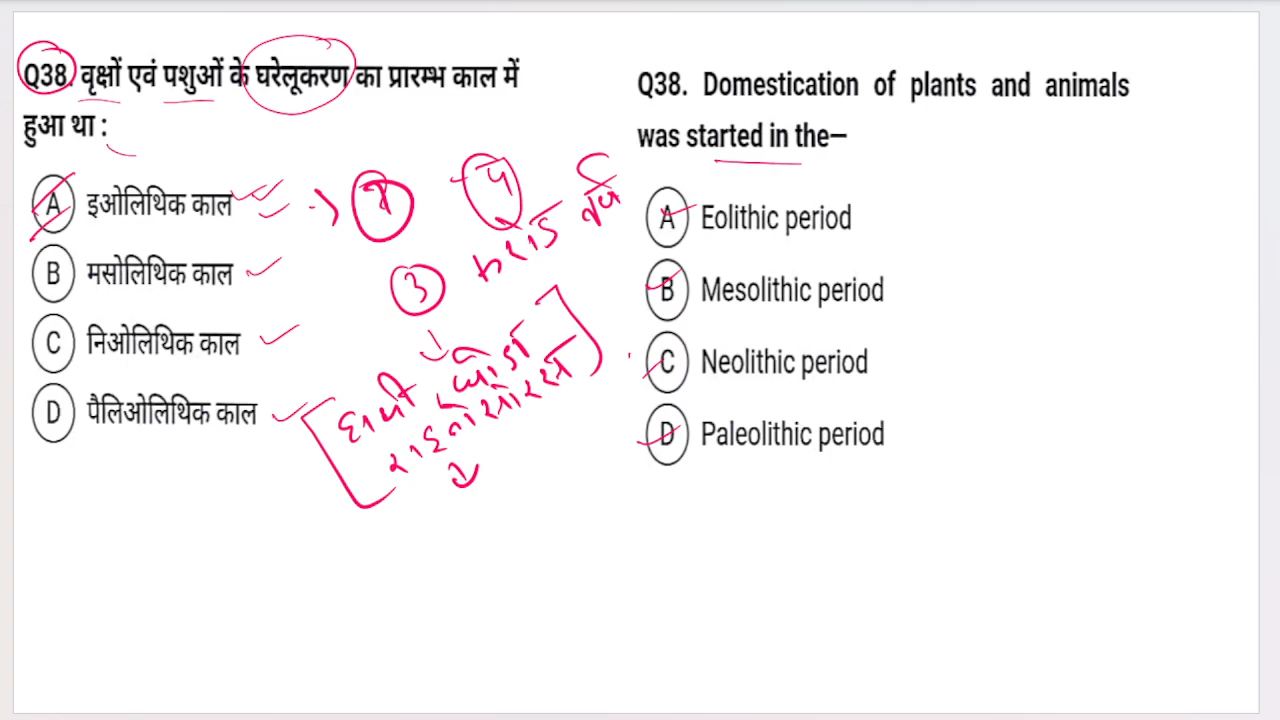 Q38. वृक्षों एवं पशुओं के घरेलूकरण का प्रारम्भ काल में
हुआ था :
A इओलिथिक काल
B मसोलिथिक काल
C निओलिथिक काल
D पैलिओलिथिक काल
3
हाथी, घोडा
Q38. Domestication of plants and animals
was started in the—
A Eolithic period
B Mesolithic period
C Neolithic period
D Paleolithic period